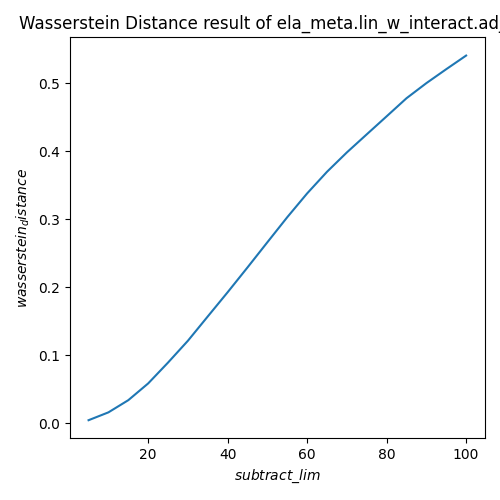 Wasserstein Distance result of ela_meta.lin_w_interact.ad_
0.5
0.4
0.3
0.2
0.1
0.0
wasserstein_distance
20 40 60 80 100
subtract_lim